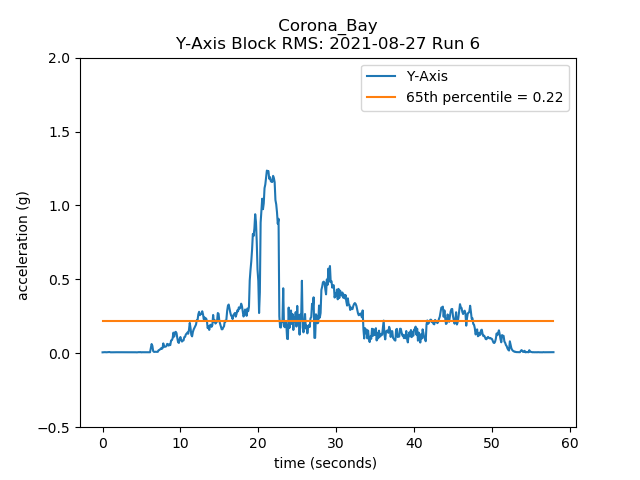 Corona_Bay
Y-Axis Block RMS: 2021-08-27 Run 6
Y-Axis
65th percentile = 0.22
acceleration (g)
2.0
1.5
1.0
0.5
0.0
−0.5
0 10 20 30 40 50 60
time (seconds)